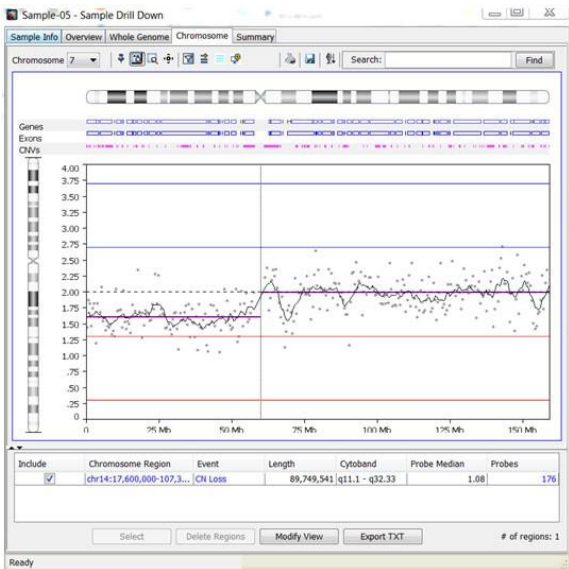 Sample-05 - Sample Drill Down
Sample Info Overview Whole Genome Chromosome Summary
Chromosome 7 Search: Find
Genes
Exons
CNVs
4.00
3.75
3.50
3.25
3.00
2.75
2.50
2.25
2.00
1.75
1.50
1.25
1.00
.75
.50
.25
0
0 25 Mb 50 Mb 75 Mb 100 Mb 125 Mb 150 Mb
Include Chromosome Region Event Length Cytoband Probe Median Probes
chr14:17,600,000-107,3... CN Loss 89,749,541 q11.1 - q32.33 1.08 176
Select Delete Regions Modify View Export TXT # of regions: 1
Ready